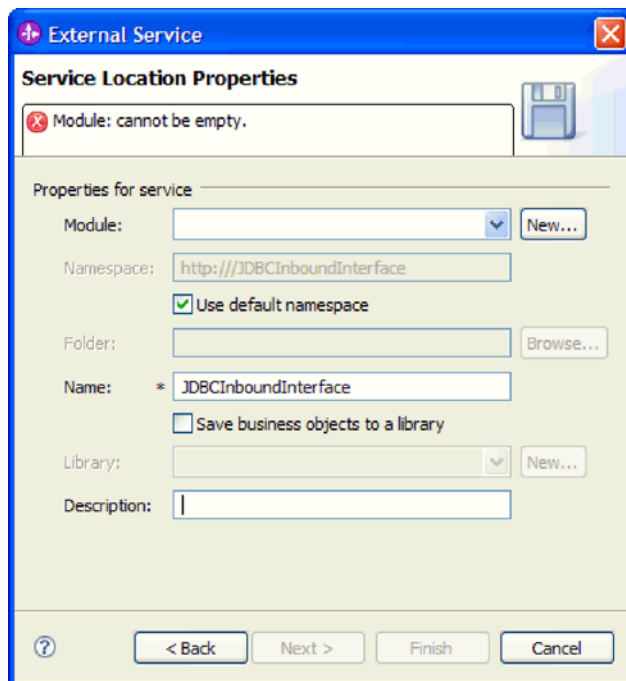 External Service
Service Location Properties
Module: cannot be empty.
Properties for service
Module: New...
Namespace: http:///JDBCInboundInterface
Use default namespace
Folder: Browse...
Name: * JDBCInboundInterface
Save business objects to a library
Library: New...
Description:
? < Back Next > Finish Cancel